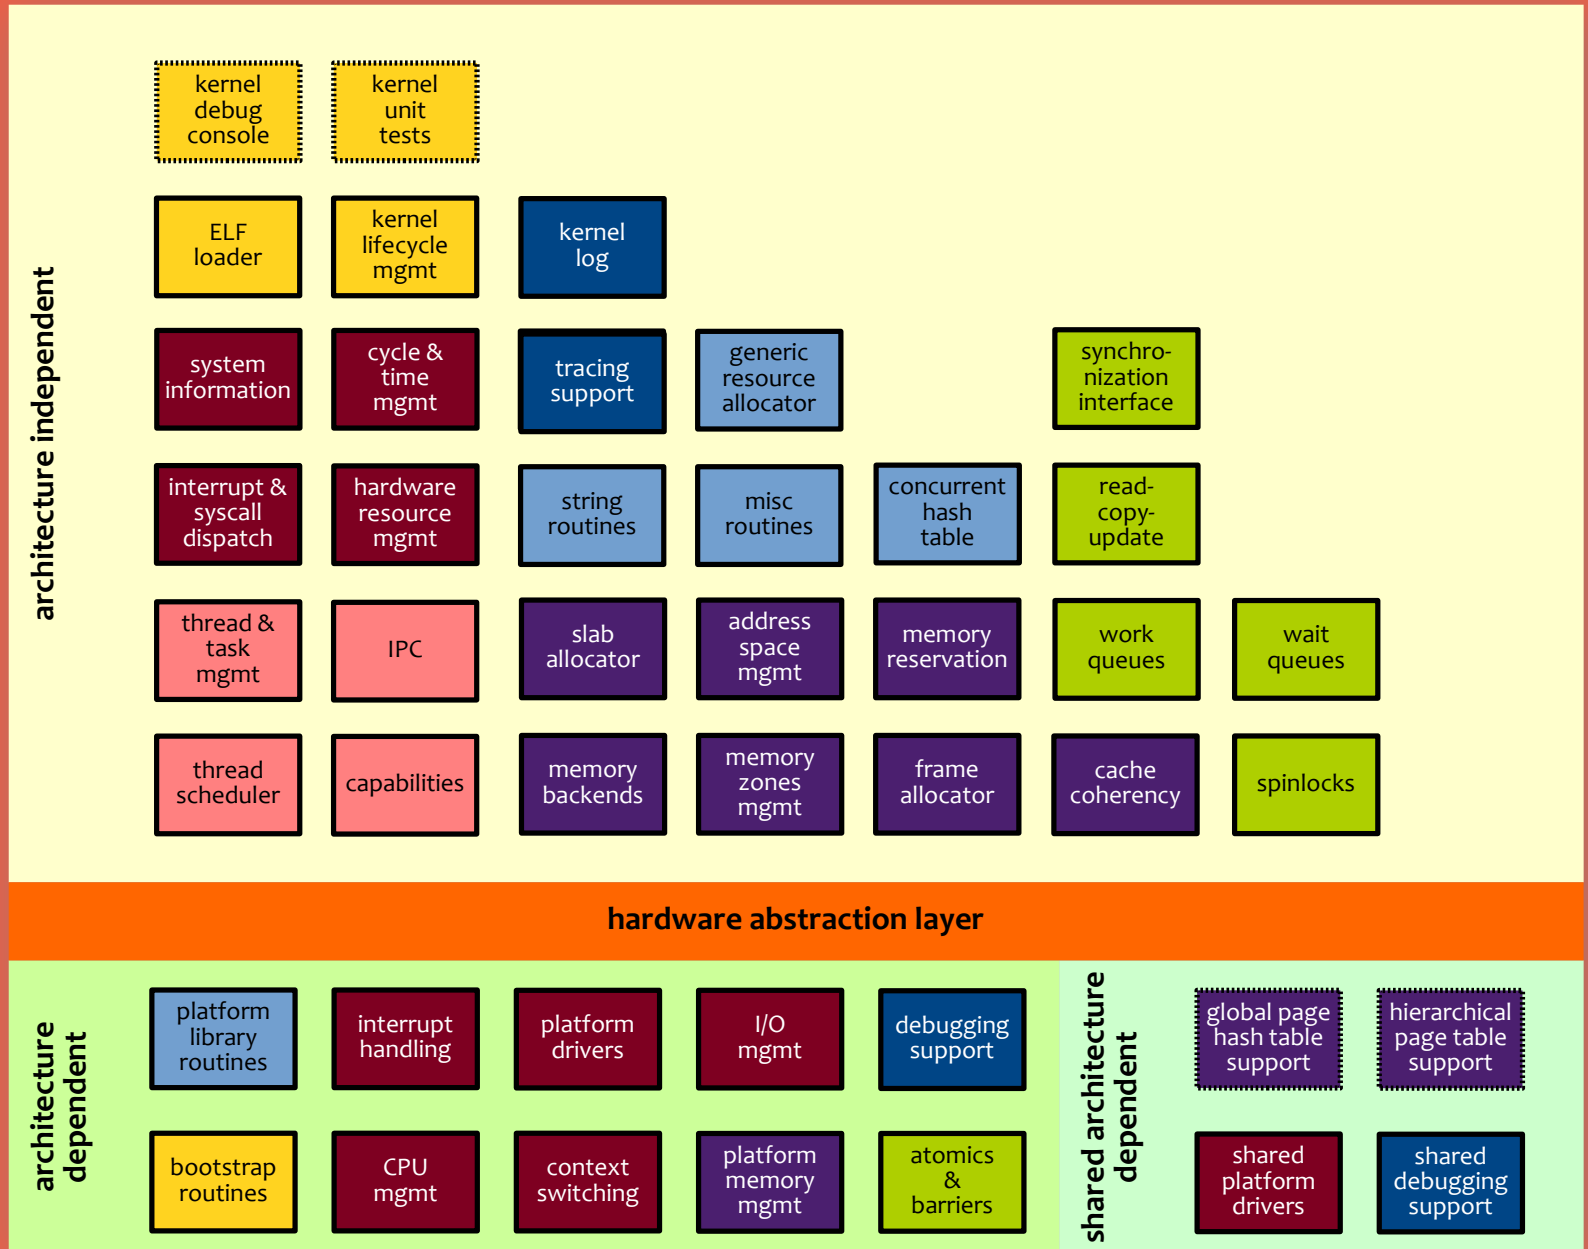 architecture independent
kernel
debug
console
kernel
unit
tests
ELF
loader
kernel
lifecycle
mgmt
kernel
log
system
information
cycle &
time
mgmt
tracing
support
generic
resource
allocator
synchro-
nization
interface
interrupt &
syscall
dispatch
hardware
resource
mgmt
string
routines
misc
routines
concurrent
hash
table
read-
copy-
update
thread &
task
mgmt
IPC
slab
allocator
address
space
mgmt
memory
reservation
work
queues
wait
queues
thread
scheduler
capabilities
memory
backends
memory
zones
mgmt
frame
allocator
cache
coherency
spinlocks
hardware abstraction layer
architecture
dependent
platform
library
routines
interrupt
handling
platform
drivers
I/O
mgmt
debugging
support
bootstrap
routines
CPU
mgmt
context
switching
platform
memory
mgmt
atomics
&
barriers
shared architecture
dependent
global page
hash table
support
hierarchical
page table
support
shared
platform
drivers
shared
debugging
support